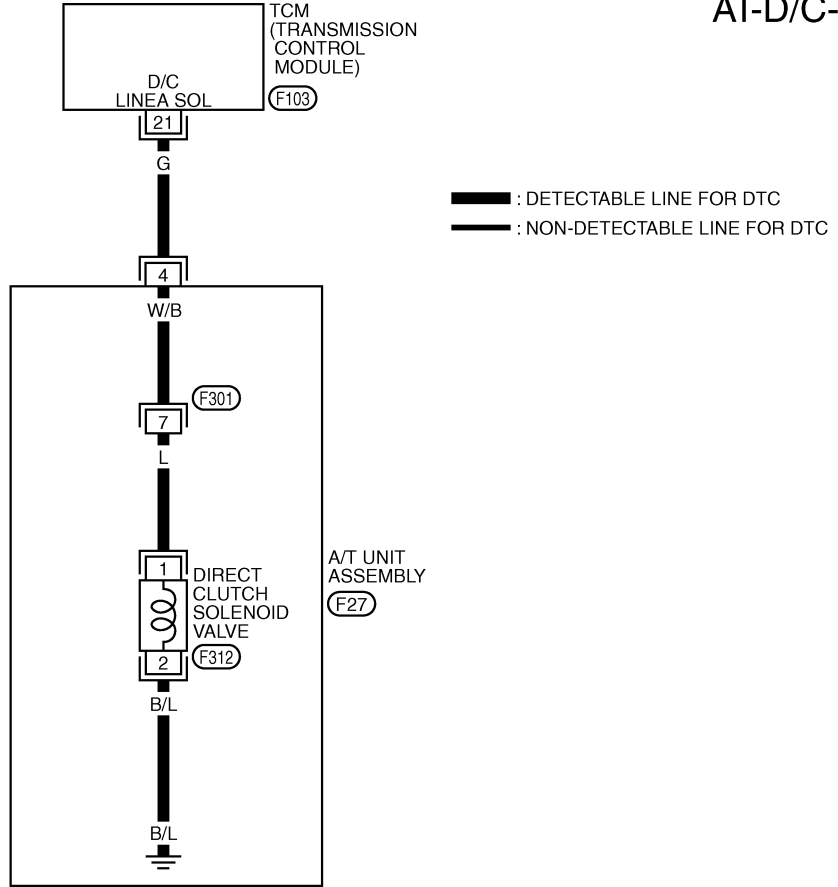 AT-D/C-
TCM
(TRANSMISSION
CONTROL
MODULE)
F103
D/C
LINEA SOL
21
G
: DETECTABLE LINE FOR DTC
: NON-DETECTABLE LINE FOR DTC
4
W/B
F301
7
L
1
DIRECT
CLUTCH
SOLENOID
VALVE
F312
2
A/T UNIT
ASSEMBLY
F27
B/L
B/L